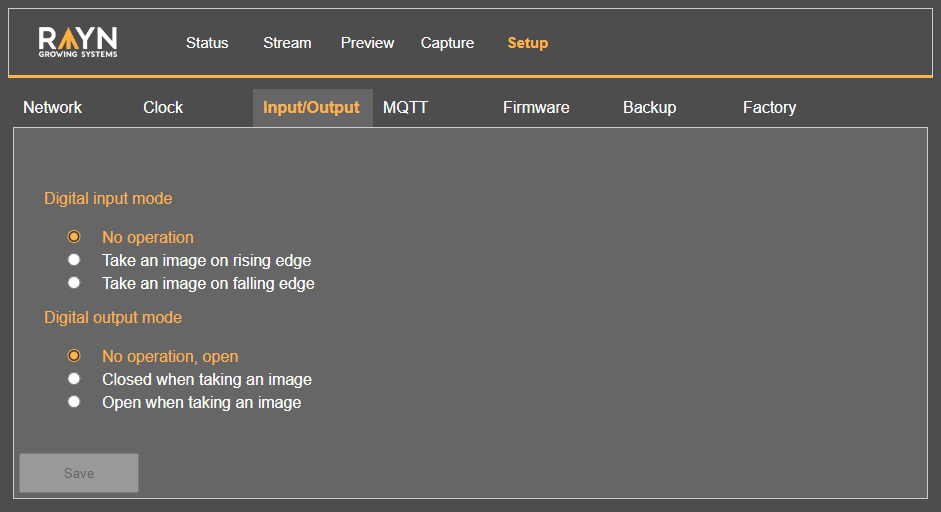 RAYN
GROWING SYSTEMS
Status Stream Preview Capture Setup
Network Clock Input/Output MQTT Firmware Backup Factory
Digital input mode
No operation
Take an image on rising edge
Take an image on falling edge
Digital output mode
No operation, open
Closed when taking an image
Open when taking an image
Save